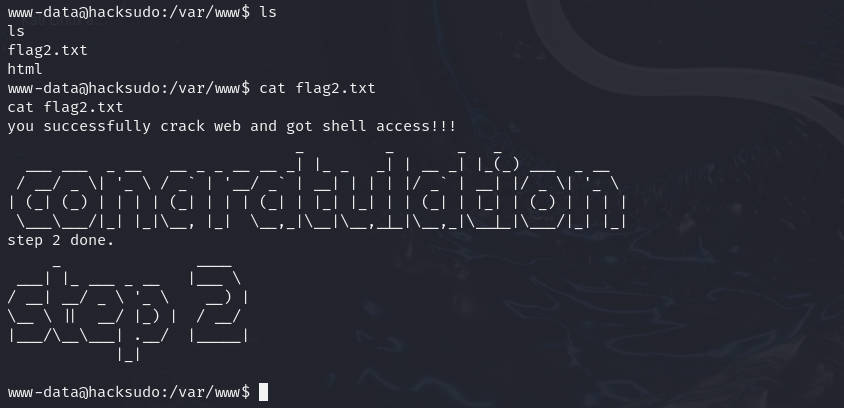 www-data@hacksudo:/var/www$ ls
ls
flag2.txt
html
www-data@hacksudo:/var/www$ cat flag2.txt
cat flag2.txt
you successfully crack web and got shell access!!!
congratulation
step 2 done.
step 2
www-data@hacksudo:/var/www$